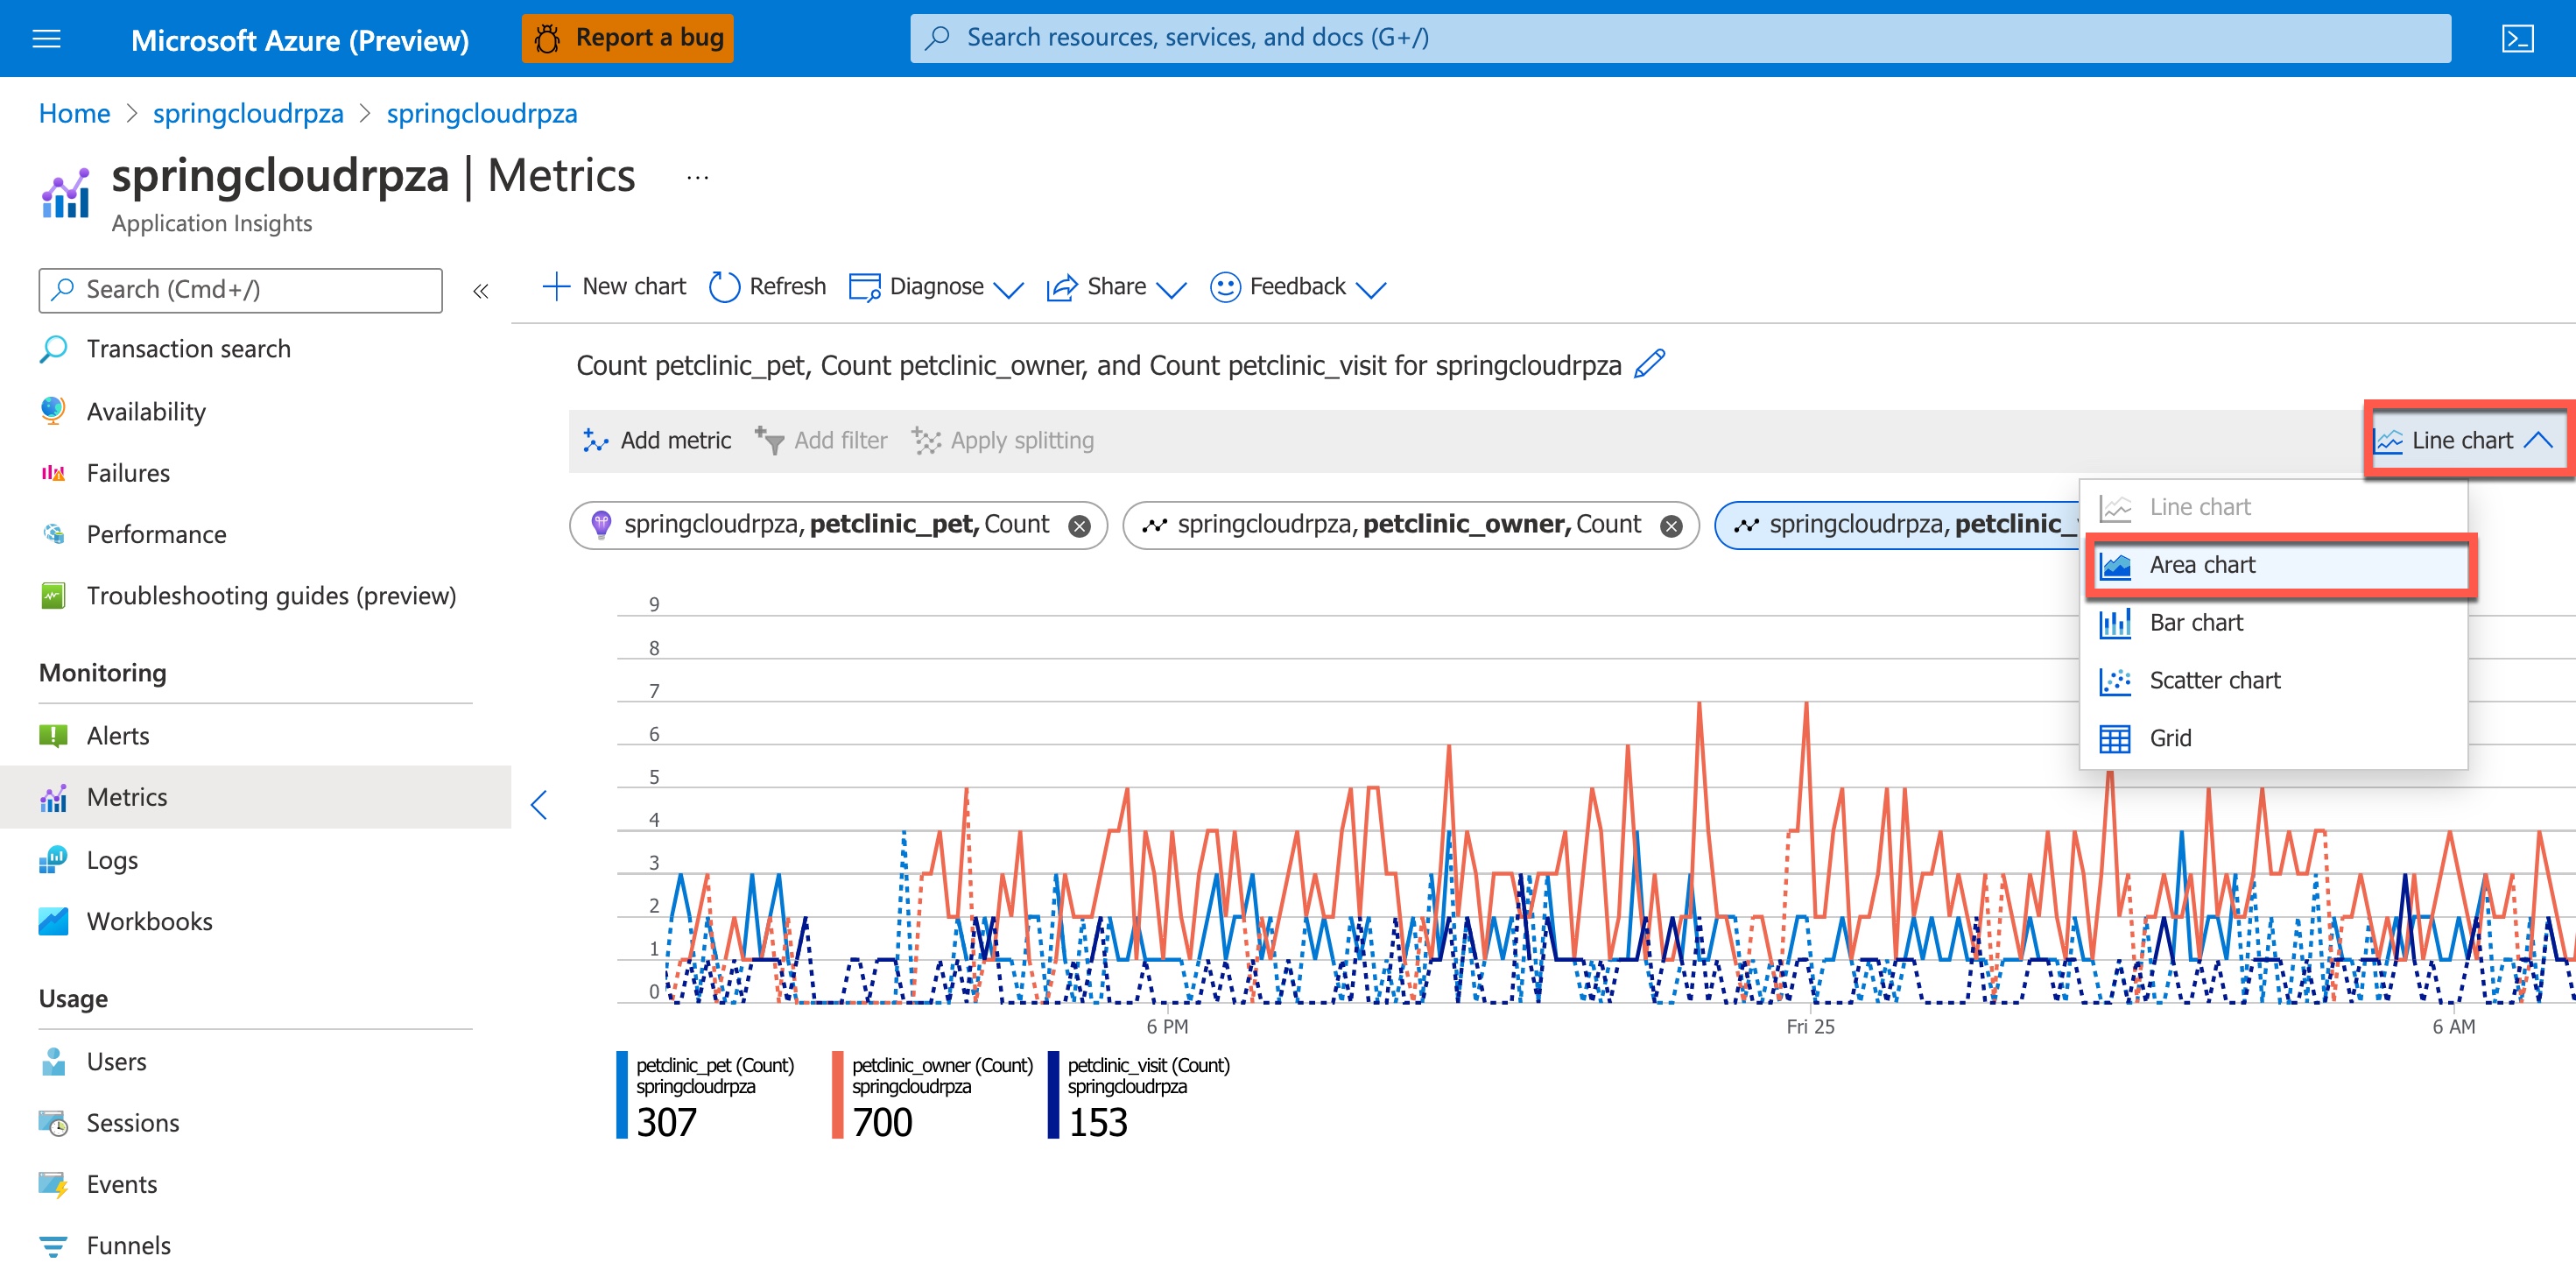 Microsoft Azure (Preview)
Report a bug
Search resources, services, and docs (G+/)
Home > springcloudrpza > springcloudrpza
springcloudrpza | Metrics ...
Application Insights
Search (Cmd+/)
«
New chart
Refresh
Diagnose
Share
Feedback
Transaction search
Availability
Failures
Performance
Troubleshooting guides (preview)
Monitoring
Alerts
Metrics
Logs
Workbooks
Usage
Users
Sessions
Events
Funnels
Count petclinic_pet, Count petclinic_owner, and Count petclinic_visit for springcloudrpza
Add metric
Add filter
Apply splitting
Line chart
springcloudrpza, petclinic_pet, Count
springcloudrpza, petclinic_owner, Count
springcloudrpza, petclinic_
Line chart
Area chart
Bar chart
Scatter chart
Grid
9
8
7
6
5
4
3
2
1
0
6 PM
Fri 25
6 AM
petclinic_pet (Count)
springcloudrpza
307
petclinic_owner (Count)
springcloudrpza
700
petclinic_visit (Count)
springcloudrpza
153